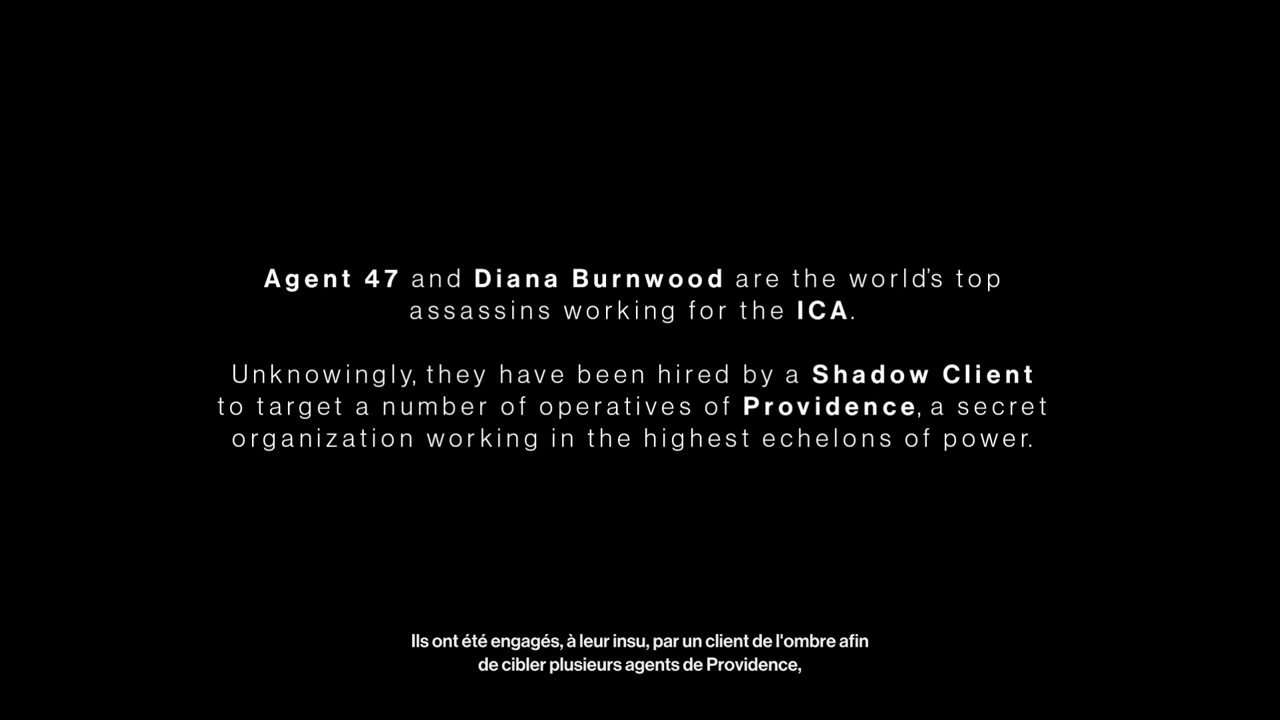 Agent 47 and Diana Burnwood are the world's top
assassins working for the ICA.
Unknowingly, they have been hired by a Shadow Client
to target a number of operatives of Providence, a secret
organization working in the highest echelons of power.
Ils ont été engagés, à leur insu, par un client de l'ombre afin
de cibler plusieurs agents de Providence,